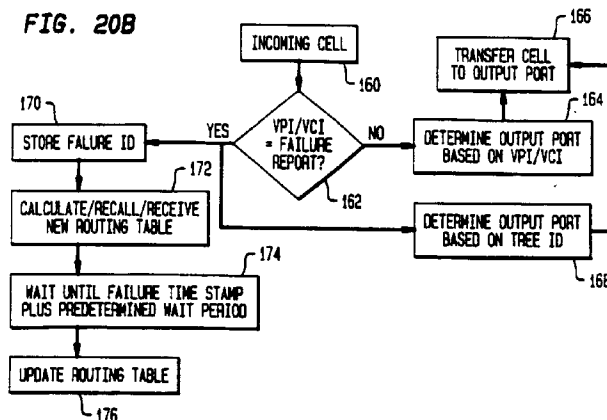 FIG. 20B
INCOMING CELL
160
VPI/VCI
= FAILURE
REPORT?
162
YES
NO
166
TRANSFER CELL
TO OUTPUT PORT
164
DETERMINE OUTPUT PORT
BASED ON VPI/VCI
DETERMINE OUTPUT PORT
BASED ON TREE ID
168
170
STORE FALURE ID
172
CALCULATE/RECALL/RECEIVE
NEW ROUTING TABLE
174
WAIT UNTIL FAILURE TIME STAMP
PLUS PREDETERMINED WAIT PERIOD
UPDATE ROUTING TABLE
176